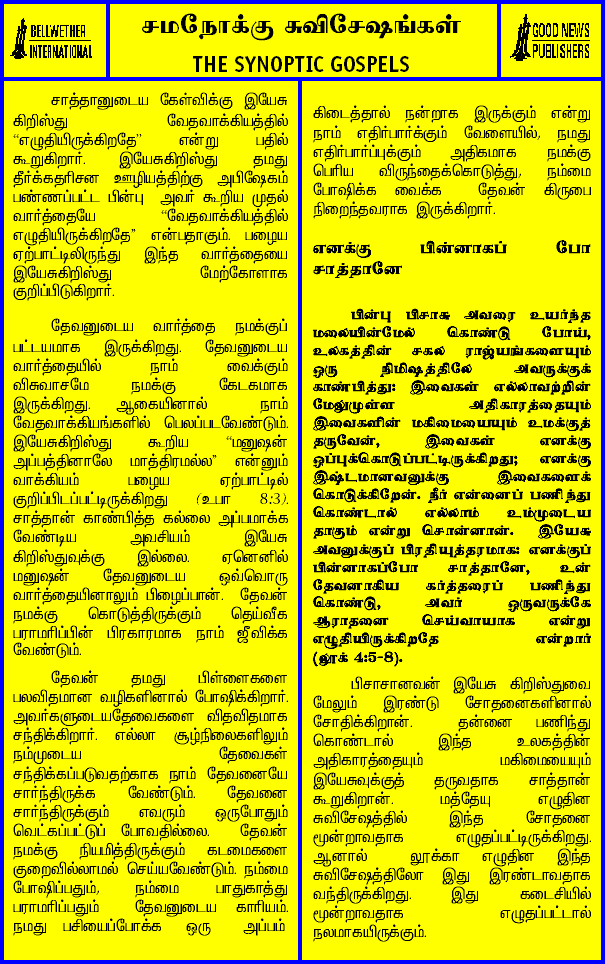 BELLWETHER
INTERNATIONAL
சமநோக்கு சுவிசேஷங்கள்
THE SYNOPTIC GOSPELS
GOOD NEWS
PUBLISHERS
சாத்தானுடைய கேள்விக்கு இயேசு
கிறிஸ்து வேதவாக்கியத்தில்
“எழுதியிருக்கிறதே” என்று பதில்
கூறுகிறார். இயேசுகிறிஸ்து தமது
தீர்க்கதரிசன ஊழியத்திற்கு அபிஷேகம்
பண்ணப்பட்ட பின்பு அவர் கூறிய முதல்
வார்த்தையே “வேதவாக்கியத்தில்
எழுதியிருக்கிறதே” என்பதாகும். பழைய
ஏற்பாட்டிலிருந்து இந்த வார்த்தையை
இயேசுகிறிஸ்து மேற்கோளாக
குறிப்பிடுகிறார்.
தேவனுடைய வார்த்தை நமக்குப்
பட்டயமாக இருக்கிறது. தேவனுடைய
வார்த்தையில் நாம் வைக்கும்
விசுவாசமே நமக்கு கேடகமாக
இருக்கிறது. ஆகையினால் நாம்
வேதவாக்கியங்களில் பெலப்படவேண்டும்.
இயேசுகிறிஸ்து கூறிய “மனுஷன்
அப்பத்தினாலே மாத்திரமல்ல” என்னும்
வாக்கியம் பழைய ஏற்பாட்டில்
குறிப்பிடப்பட்டிருக்கிறது (உபா 8:3).
சாத்தான் காண்பித்த கல்லை அப்பமாக்க
வேண்டிய அவசியம் இயேசு
கிறிஸ்துவுக்கு இல்லை. ஏனெனில்
மனுஷன் தேவனுடைய ஒவ்வொரு
வார்த்தையினாலும் பிழைப்பான். தேவன்
நமக்கு கொடுத்திருக்கும் தெய்வீக
பராமரிப்பின் பிரகாரமாக நாம் ஜீவிக்க
வேண்டும்.
தேவன் தமது பிள்ளைகளை
பலவிதமான வழிகளினால் போஷிக்கிறார்.
அவர்களுடையதேவைகளை விதவிதமாக
சந்திக்கிறார். எல்லா சூழ்நிலைகளிலும்
நம்முடைய தேவைகள்
சந்திக்கப்படுவதற்காக நாம் தேவனையே
சார்ந்திருக்க வேண்டும். தேவனை
சார்ந்திருக்கும் எவரும் ஒருபோதும்
வெட்கப்பட்டுப் போவதில்லை. தேவன்
நமக்கு நியமித்திருக்கும் கடமைகளை
குறைவில்லாமல் செய்யவேண்டும். நம்மை
போஷிப்பதும், நம்மை பாதுகாத்து
பராமரிப்பதும் தேவனுடைய காரியம்.
நமது பசியைப்போக்க ஒரு அப்பம்
கிடைத்தால் நன்றாக இருக்கும் என்று
நாம் எதிர்பார்க்கும் வேளையில், நமது
எதிர்பார்ப்புக்கும் அதிகமாக நமக்கு
பெரிய விருந்தைக்கொடுத்து, நம்மை
போஷிக்க வைக்க தேவன் கிருபை
நிறைந்தவராக இருக்கிறார்.
எனக்கு பின்னாகப் போ
சாத்தானே
பின்பு பிசாசு அவரை உயர்ந்த
மலையின்மேல் கொண்டு போய்,
உலகத்தின் சகல ராஜ்யங்களையும்
ஒரு நிமிஷத்திலே அவருக்குக்
காண்பித்து: இவைகள் எல்லாவற்றின்
மேலுமுள்ள அதிகாரத்தையும்
இவைகளின் மகிமையையும் உமக்குத்
தருவேன், இவைகள் எனக்கு
ஒப்புக்கொடுப்பட்டிருக்கிறது; எனக்கு
இஷ்டமானவனுக்கு இவைகளைக்
கொடுக்கிறேன். நீர் என்னைப் பணிந்து
கொண்டால் எல்லாம் உம்முடைய
தாகும் என்று சொன்னான். இயேசு
அவனுக்குப் பிரதியுத்தரமாக: எனக்குப்
பின்னாகப்போ சாத்தானே, உன்
தேவனாகிய கர்த்தரைப் பணிந்து
கொண்டு, அவர் ஒருவருக்கே
ஆராதனை செய்வாயாக என்று
எழுதியிருக்கிறதே என்றார்
(லூக் 4:5-8).
பிசாசானவன் இயேசு கிறிஸ்துவை
மேலும் இரண்டு சோதனைகளினால்
சோதிக்கிறான். தன்னை பணிந்து
கொண்டால் இந்த உலகத்தின்
அதிகாரத்தையும் மகிமையையும்
இயேசுவுக்குத் தருவதாக சாத்தான்
கூறுகிறான். மத்தேயு எழுதின
சுவிசேஷத்தில் இந்த சோதனை
மூன்றாவதாக எழுதப்பட்டிருக்கிறது.
ஆனால் லூக்கா எழுதின இந்த
சுவிசேஷத்திலோ இது இரண்டாவதாக
வந்திருக்கிறது. இது கடைசியில்
மூன்றாவதாக எழுதப்பட்டால்
நலமாகயிருக்கும்.